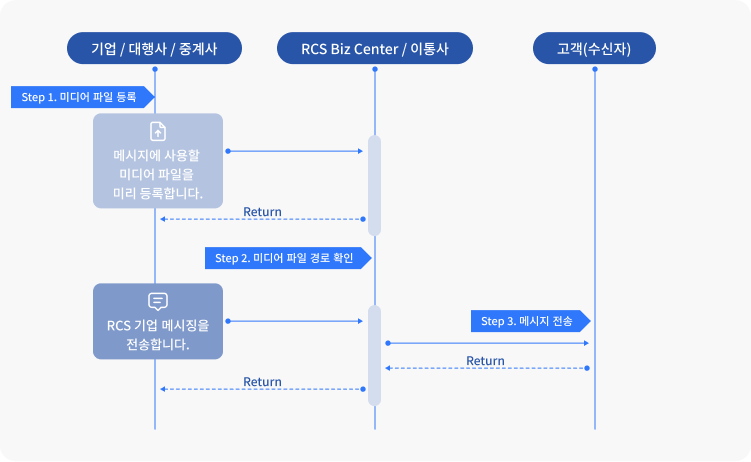 기업 / 대행사 / 중계사
RCS Biz Center / 이통사
고객(수신자)
Step 1. 미디어 파일 등록
메시지에 사용할
미디어 파일을
미리 등록합니다.
Return
Step 2. 미디어 파일 경로 확인
RCS 기업 메시징을
전송합니다.
Step 3. 메시지 전송
Return
Return